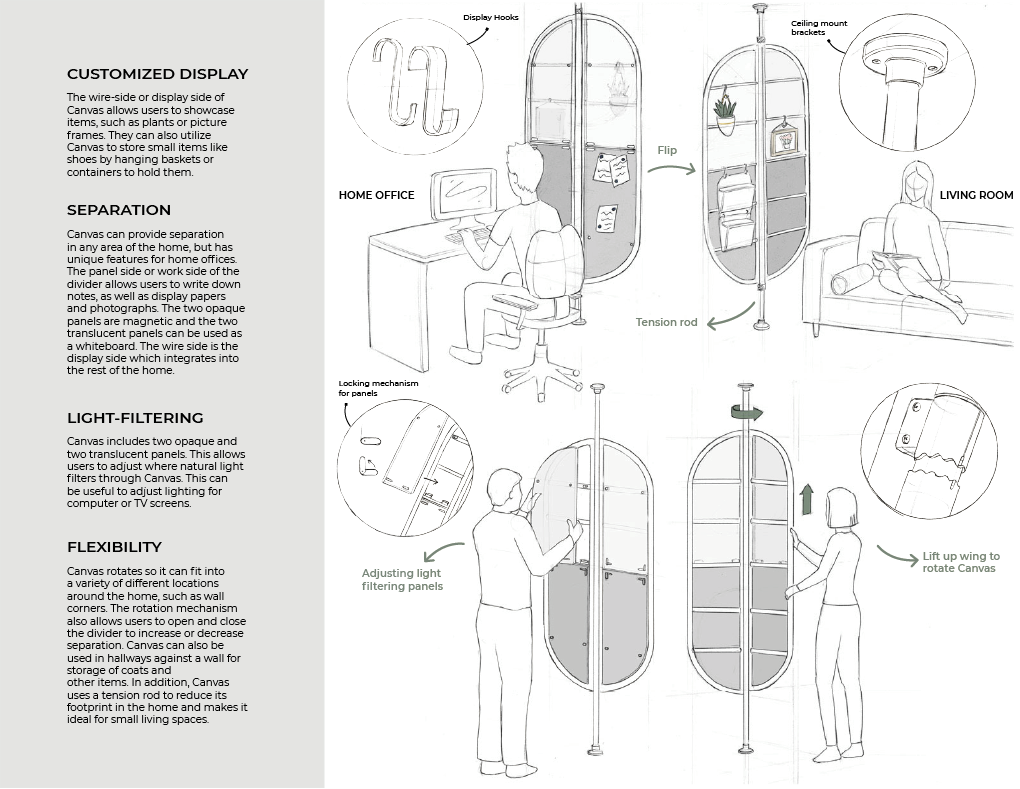 CUSTOMIZED DISPLAY
The wire-side or display side of
Canvas allows users to showcase
items, such as plants or picture
frames. They can also utilize
Canvas to store small items like
shoes by hanging baskets or
containers to hold them.
SEPARATION
Canvas can provide separation
in any area of the home, but has
unique features for home offices.
The panel side or work side of the
divider allows users to write down
notes, as well as display papers
and photographs. The two opaque
panels are magnetic and the two
translucent panels can be used as
a whiteboard. The wire side is the
display side which integrates into
the rest of the home.
LIGHT-FILTERING
Canvas includes two opaque and
two translucent panels. This allows
users to adjust where natural light
filters through Canvas. This can
be useful to adjust lighting for
computer or TV screens.
FLEXIBILITY
Canvas rotates so it can fit into
a variety of different locations
around the home, such as wall
corners. The rotation mechanism
also allows users to open and close
the divider to increase or decrease
separation. Canvas can also be
used in hallways against a wall for
storage of coats and
other items. In addition, Canvas
uses a tension rod to reduce its
footprint in the home and makes it
ideal for small living spaces.
Display Hooks
Ceiling mount
brackets
Flip
HOME OFFICE
LIVING ROOM
Tension rod
Locking mechanism
for panels
Adjusting light
filtering panels
Lift up wing to
rotate Canvas